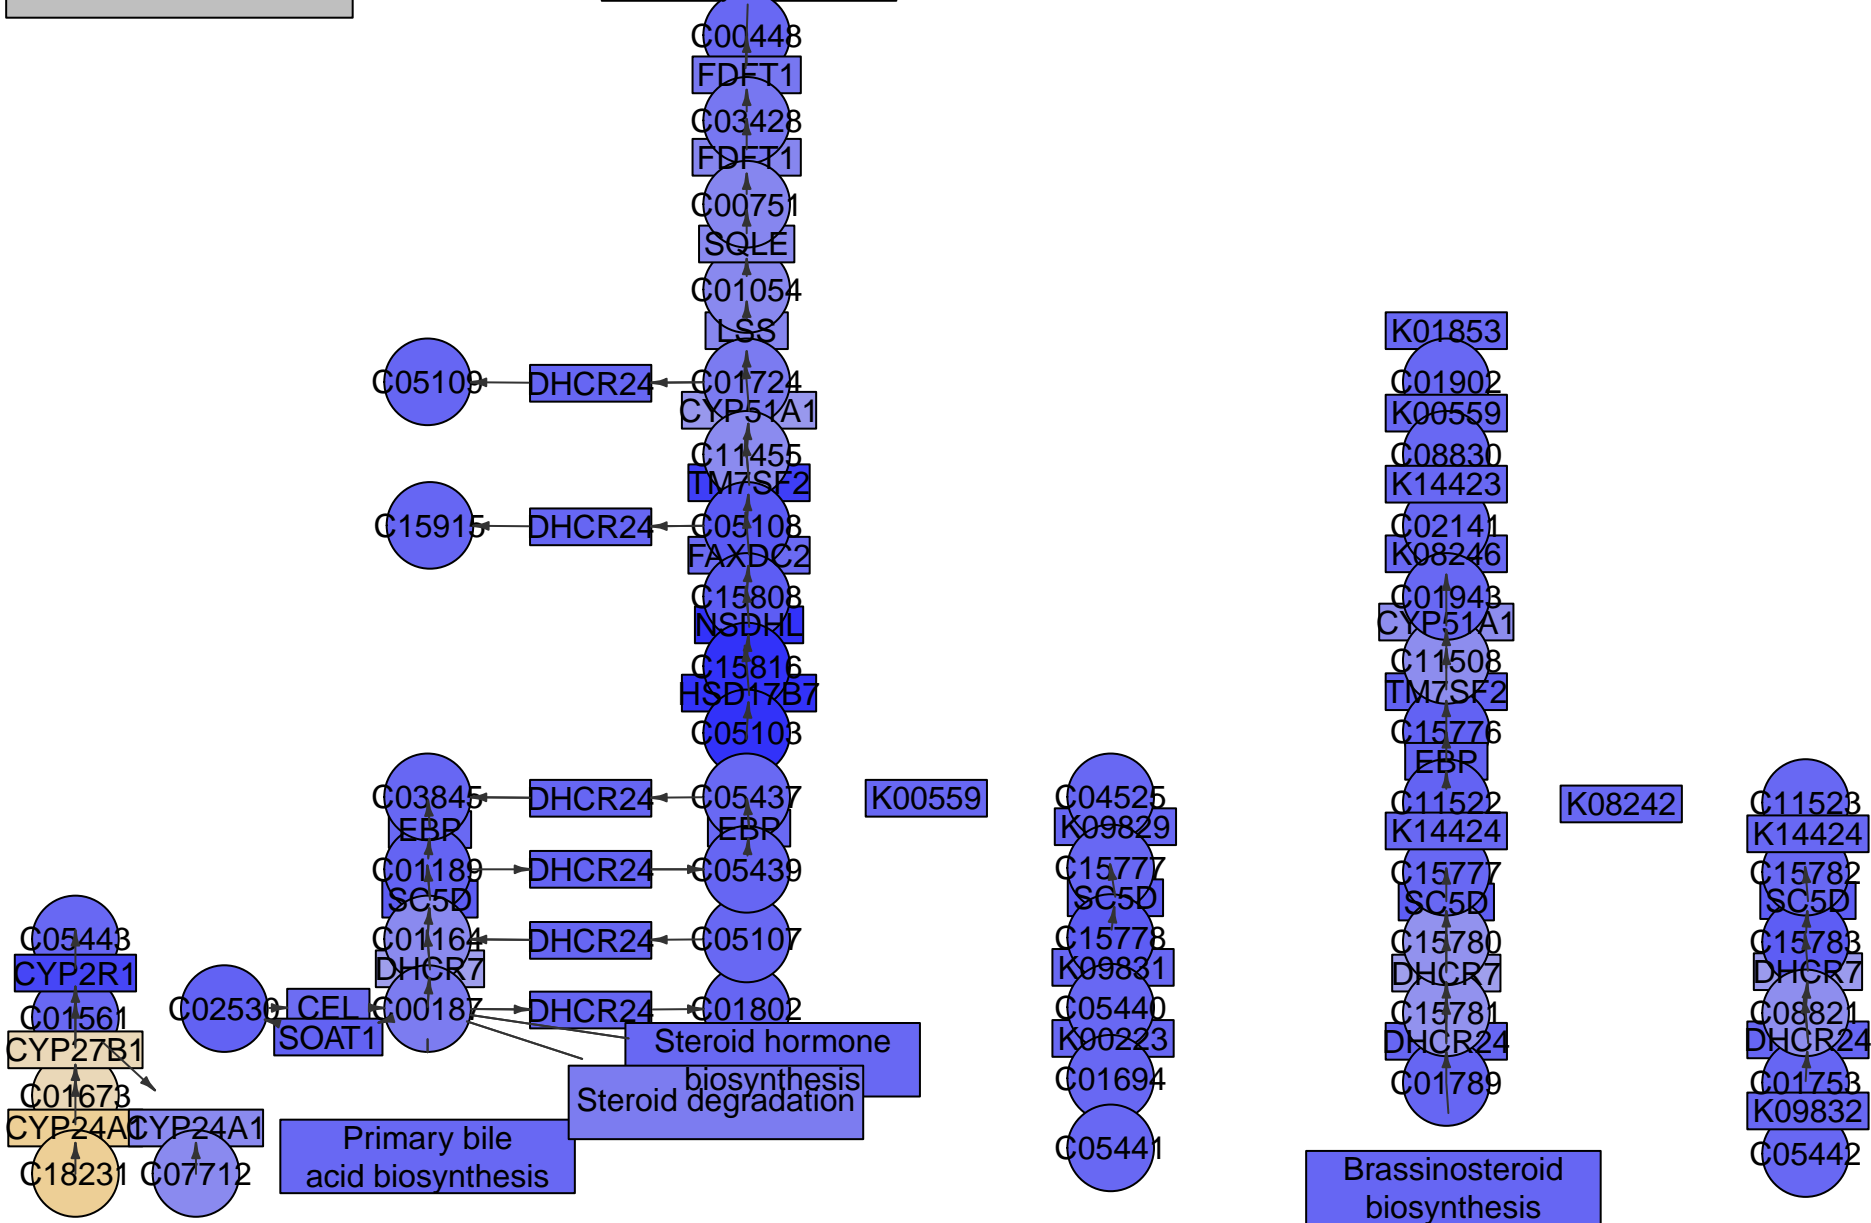 C00448
FDFT1
C03428
FDFT1
C00751
SQLE
C01054
LSS
K01853
C05109
DHCR24
C01724
C01902
CYP51A1
K00559
C11455
C08830
TM7SF2
K14423
C15915
DHCR24
C05108
C02141
FAXDC2
K08246
C15808
C01943
NSDHL
CYP51A1
C15816
C11508
HSD17B7
TM7SF2
C05103
C15776
EBP
C03845
DHCR24
C05437
K00559
C04525
C11522
K08242
C11523
EBP
EBP
K09829
K14424
K14424
C01189
DHCR24
C05439
C15777
C15777
C15782
SC5D
SC5D
SC5D
SC5D
C05443
C01164
DHCR24
C05107
C15778
C15780
C15783
CYP2R1
DHCR7
K09831
DHCR7
DHCR7
C01561
C02530
CEL
C00187
DHCR24
C01802
C05440
C15781
C08821
SOAT1
CYP27B1
Steroid hormone
biosynthesis
K00223
DHCR24
DHCR24
C01673
C01694
C01789
C01753
Steroid degradation
K09832
CYP24A1
CYP24A1
Primary bile
acid biosynthesis
C05441
C05442
C18231
C07712
Brassinosteroid
biosynthesis